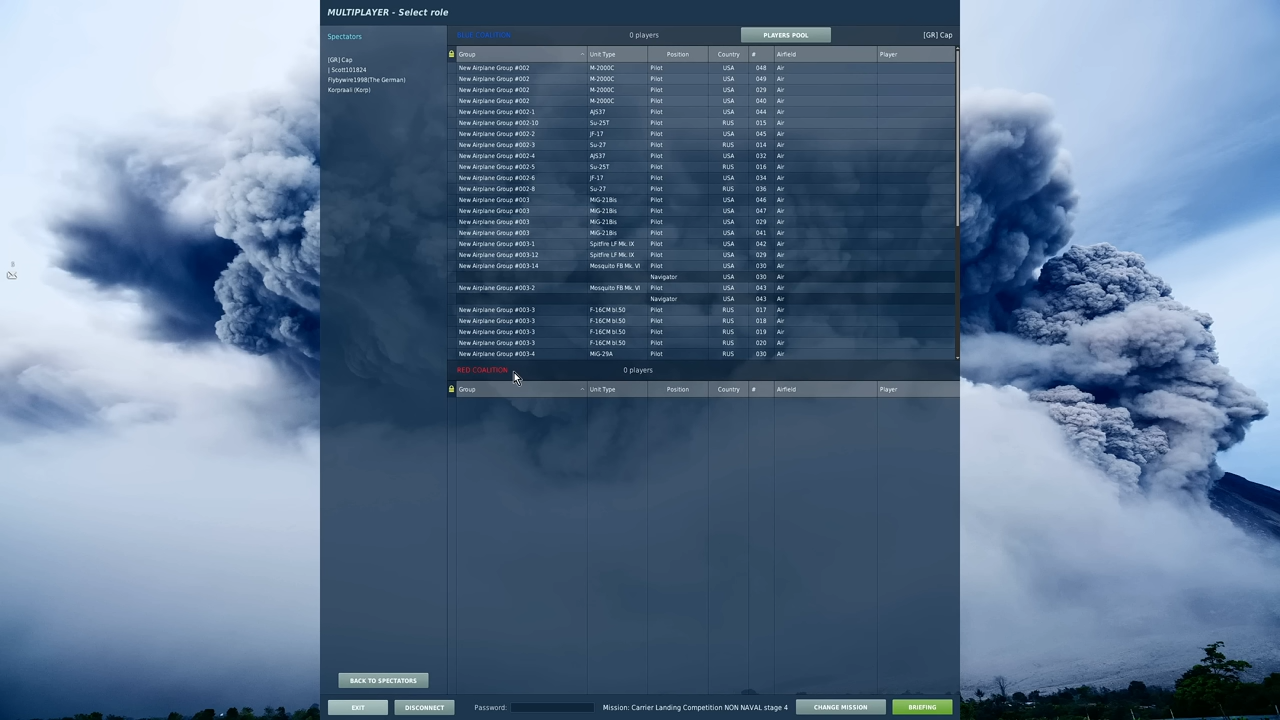 MULTIPLAYER - Select role
Spectators
[GR] Cap
| Scott101824
Flybywire1998(The German)
Korpraali (Korp)
BLUE COALITION 0 players PLAYERS POOL [GR] Cap
Group Unit Type Position Country # Airfield Player
New Airplane Group #002 M-2000C Pilot USA 048 Air
New Airplane Group #002 M-2000C Pilot USA 049 Air
New Airplane Group #002 M-2000C Pilot USA 029 Air
New Airplane Group #002 M-2000C Pilot USA 040 Air
New Airplane Group #002-1 AJS37 Pilot USA 044 Air
New Airplane Group #002-10 Su-25T Pilot RUS 015 Air
New Airplane Group #002-2 JF-17 Pilot USA 045 Air
New Airplane Group #002-3 Su-27 Pilot RUS 014 Air
New Airplane Group #002-4 AJS37 Pilot USA 032 Air
New Airplane Group #002-5 Su-25T Pilot RUS 016 Air
New Airplane Group #002-6 JF-17 Pilot USA 034 Air
New Airplane Group #002-8 Su-27 Pilot RUS 036 Air
New Airplane Group #003 MiG-21Bis Pilot USA 046 Air
New Airplane Group #003 MiG-21Bis Pilot USA 047 Air
New Airplane Group #003 MiG-21Bis Pilot USA 029 Air
New Airplane Group #003 MiG-21Bis Pilot USA 041 Air
New Airplane Group #003-1 Spitfire LF Mk. IX Pilot USA 042 Air
New Airplane Group #003-12 Spitfire LF Mk. IX Pilot USA 029 Air
New Airplane Group #003-14 Mosquito FB Mk. VI Pilot USA 030 Air
Navigator USA 030 Air
New Airplane Group #003-2 Mosquito FB Mk. VI Pilot USA 043 Air
Navigator USA 043 Air
New Airplane Group #003-3 F-16CM bl.50 Pilot RUS 017 Air
New Airplane Group #003-3 F-16CM bl.50 Pilot RUS 018 Air
New Airplane Group #003-3 F-16CM bl.50 Pilot RUS 019 Air
New Airplane Group #003-3 F-16CM bl.50 Pilot RUS 020 Air
New Airplane Group #003-4 MiG-29A Pilot RUS 030 Air
RED COALITION 0 players
Group Unit Type Position Country # Airfield Player
BACK TO SPECTATORS
EXIT DISCONNECT Password: Mission: Carrier Landing Competition NON NAVAL stage 4 CHANGE MISSION BRIEFING